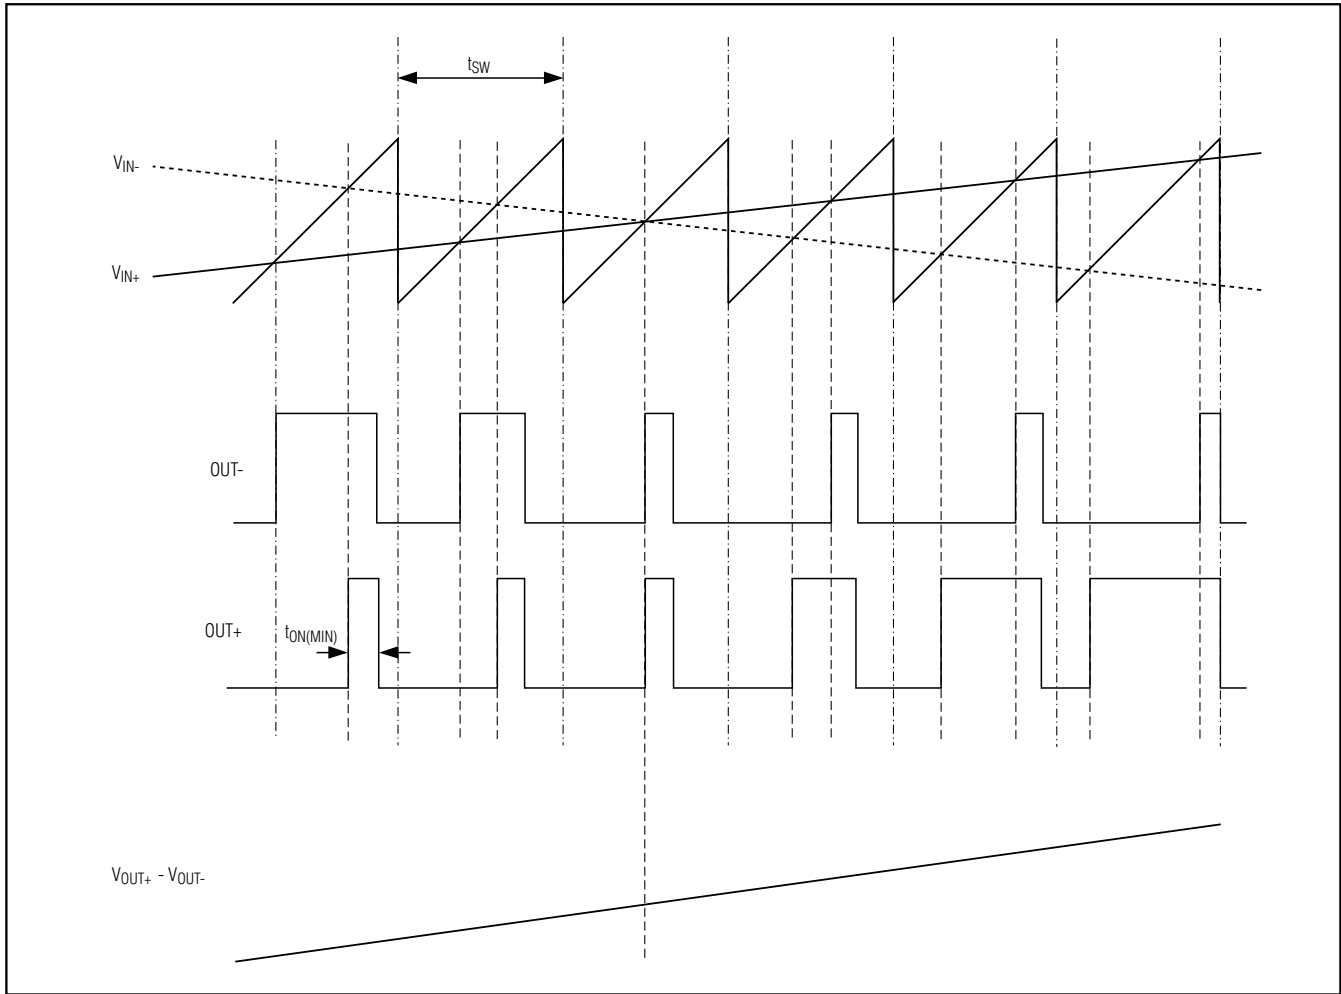 tSW
VIN-
VIN+
OUT-
OUT+
tON(MIN)
VOUT+ - VOUT-